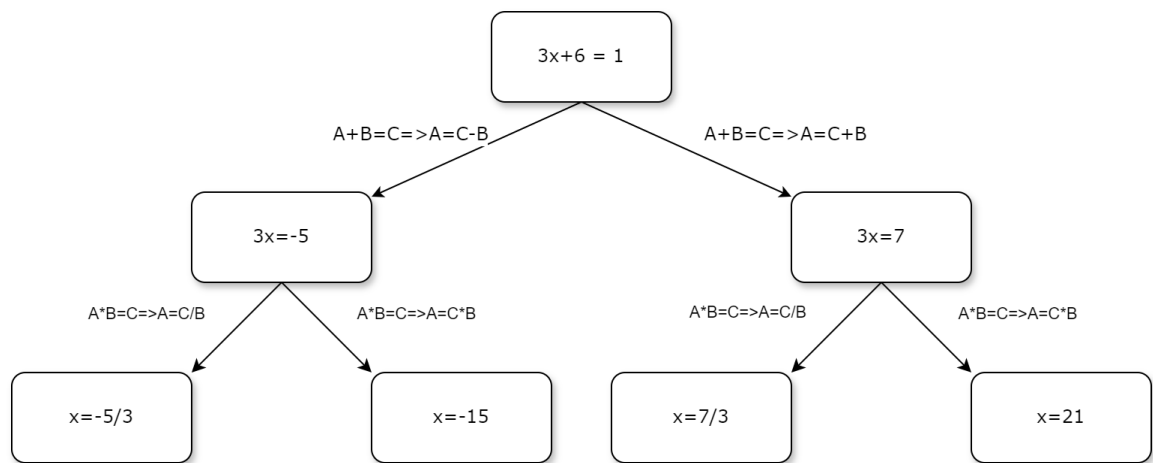 3x+6 = 1
A+B=C=>A=C-B
A+B=C=>A=C+B
3x=-5
3x=7
A*B=C=>A=C/B
A*B=C=>A=C*B
A*B=C=>A=C/B
A*B=C=>A=C*B
x=-5/3
x=-15
x=7/3
x=21